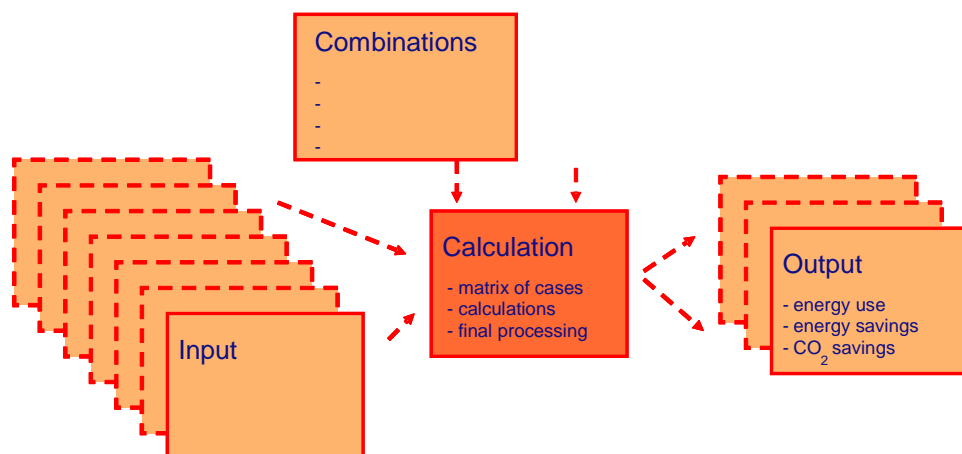 Combinations
-
-
-
-
Calculation
- matrix of cases
- calculations
- final processing
Input
Output
- energy use
- energy savings
- CO2 savings